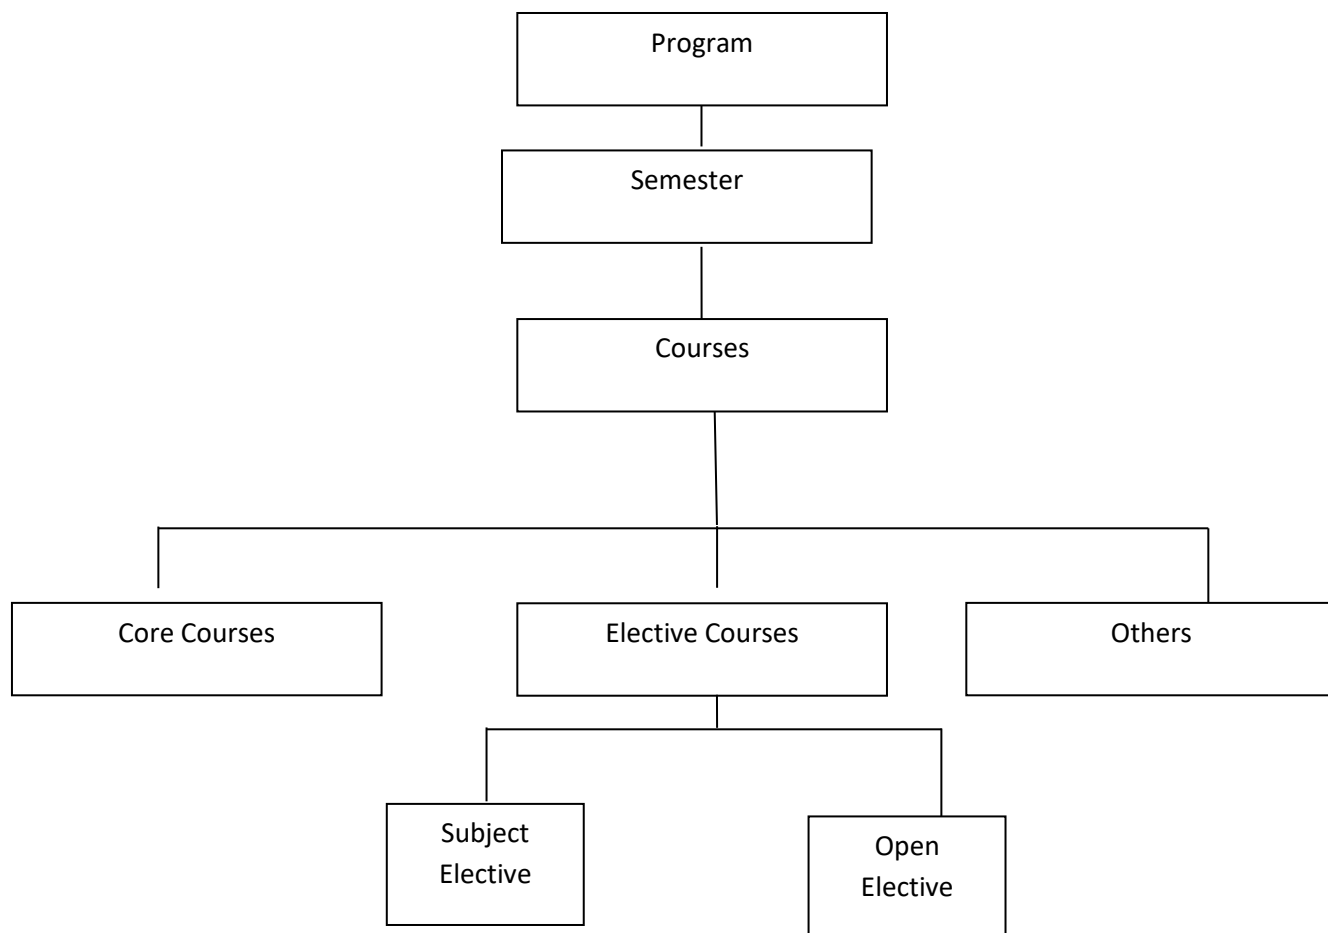 Program
Semester
Courses
Core Courses
Elective Courses
Others
Subject
Elective
Open
Elective